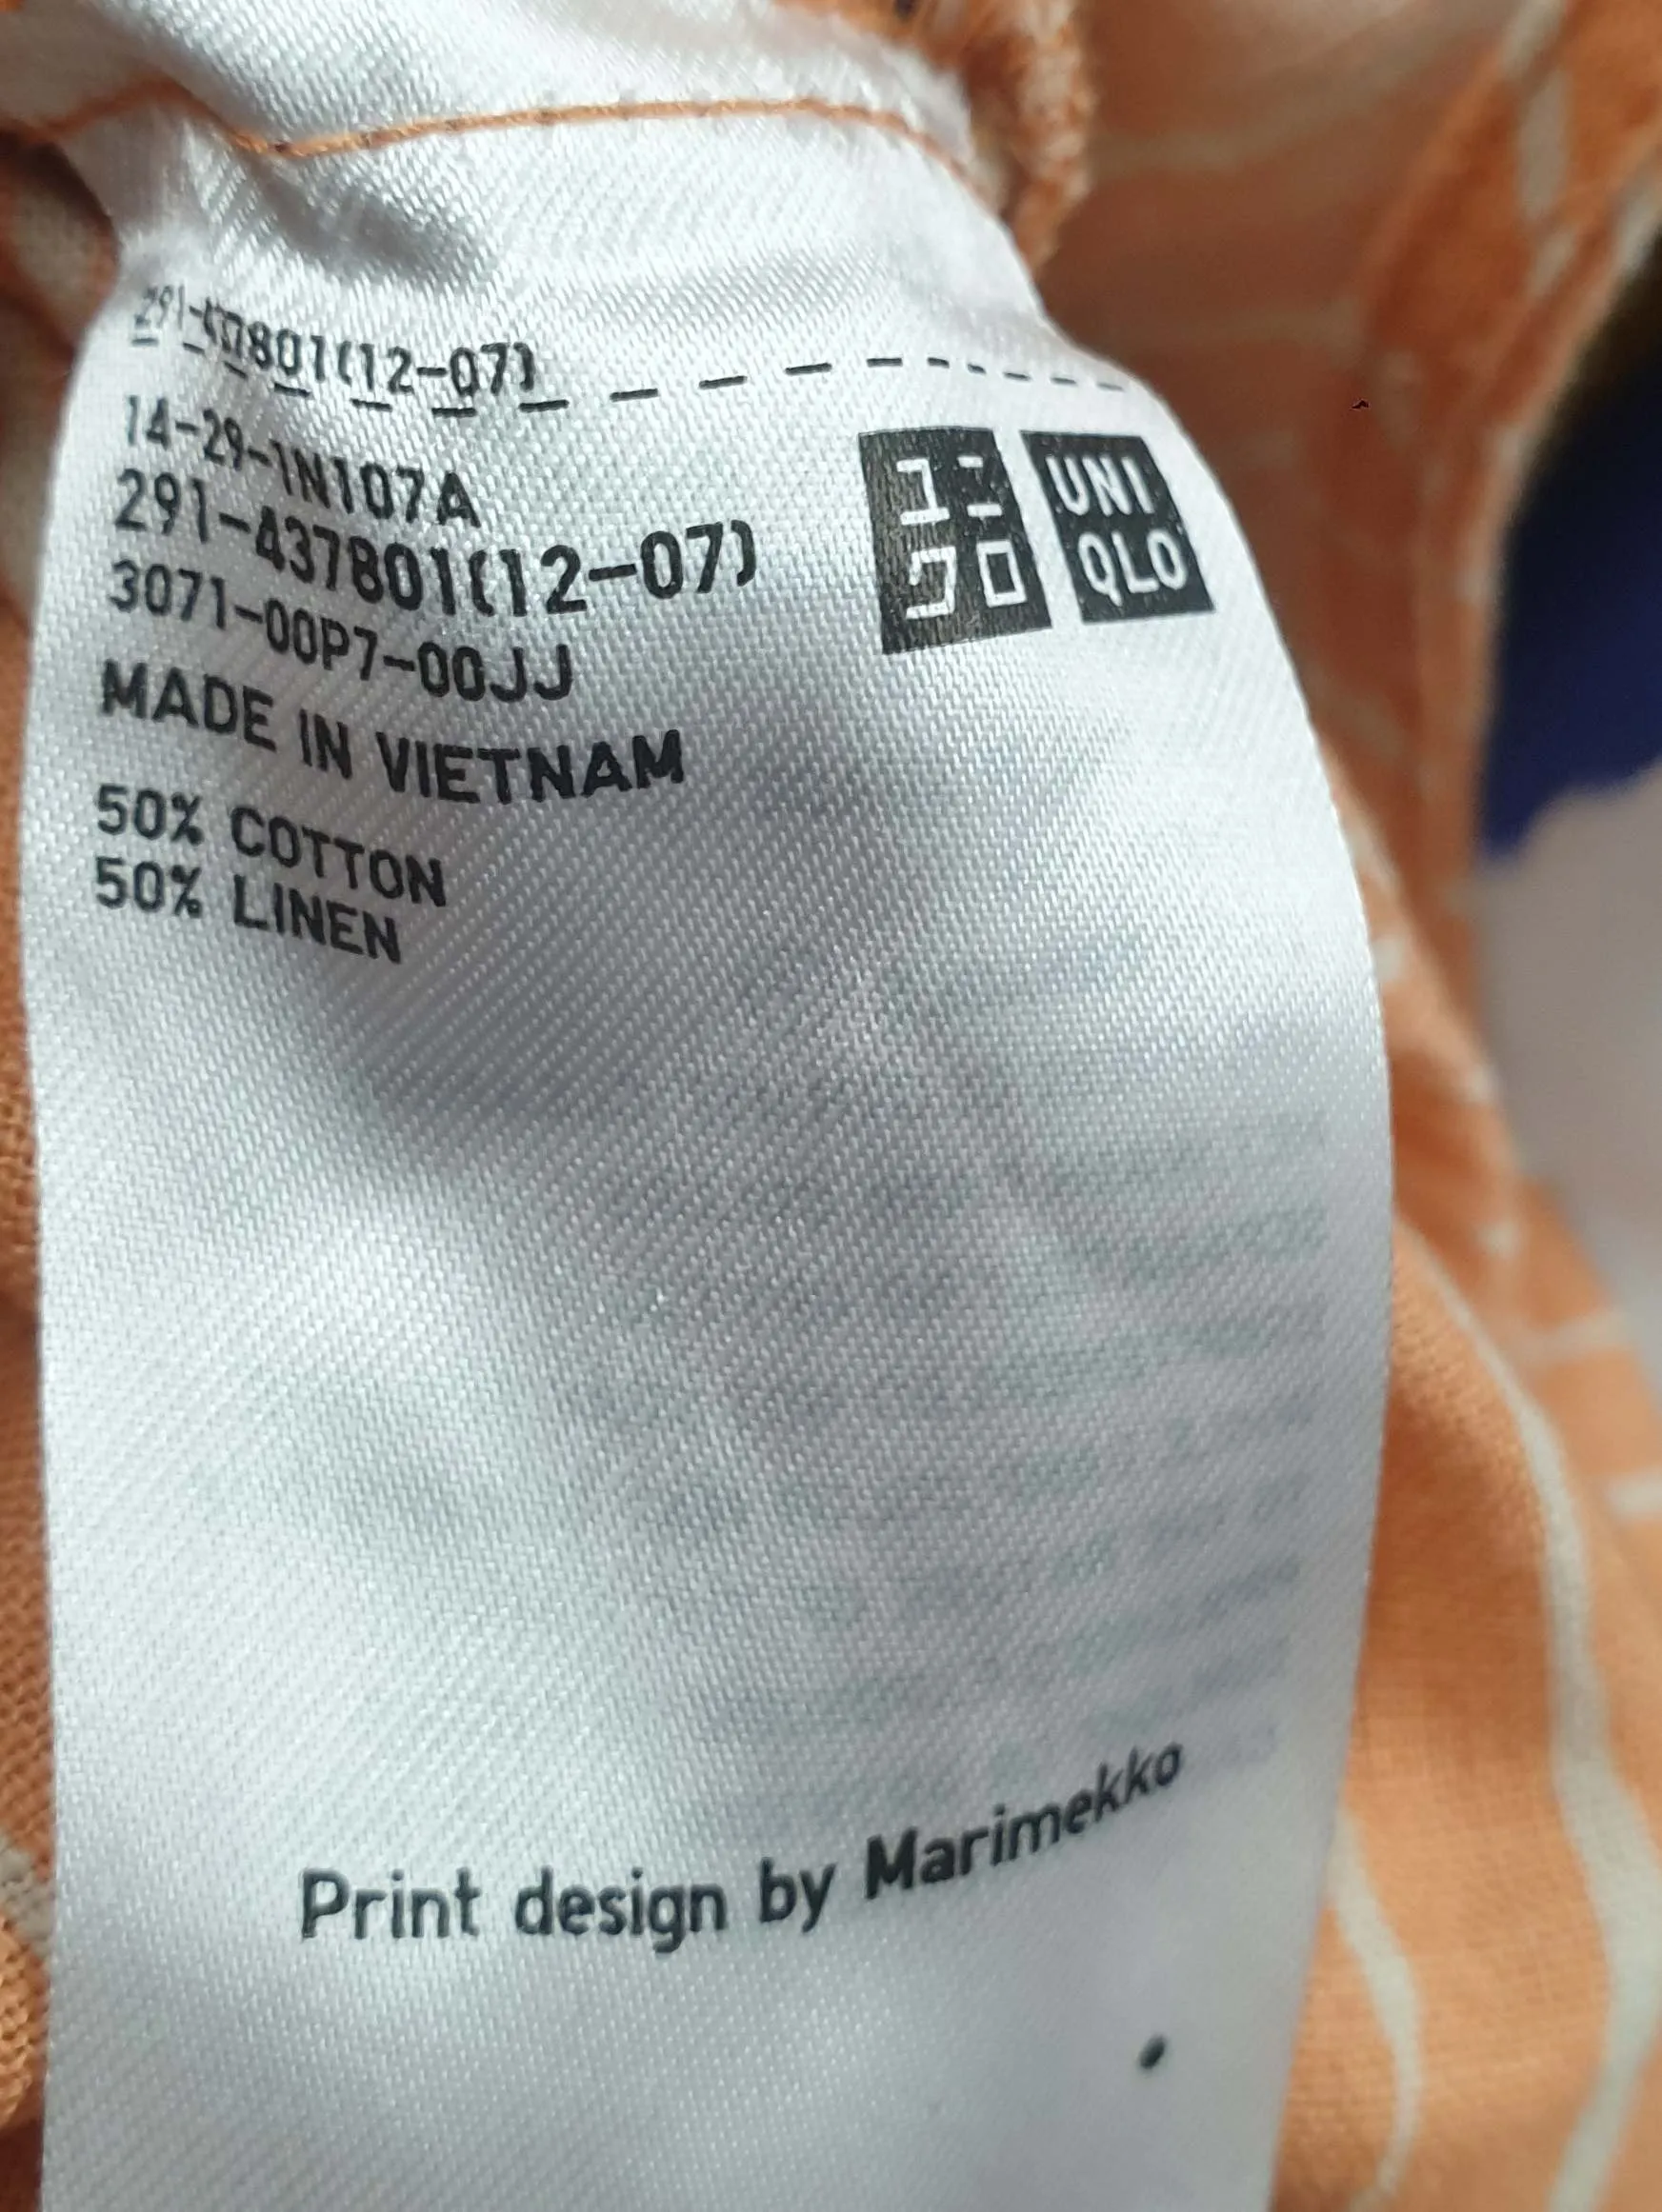 291-437801(12-07)
14-29-1N107A
291-437801(12-07)
3071-00P7-00JJ
MADE IN VIETNAM
50% COTTON
50% LINEN
ユニ
クロ
UNI
QLO
Print design by Marimekko